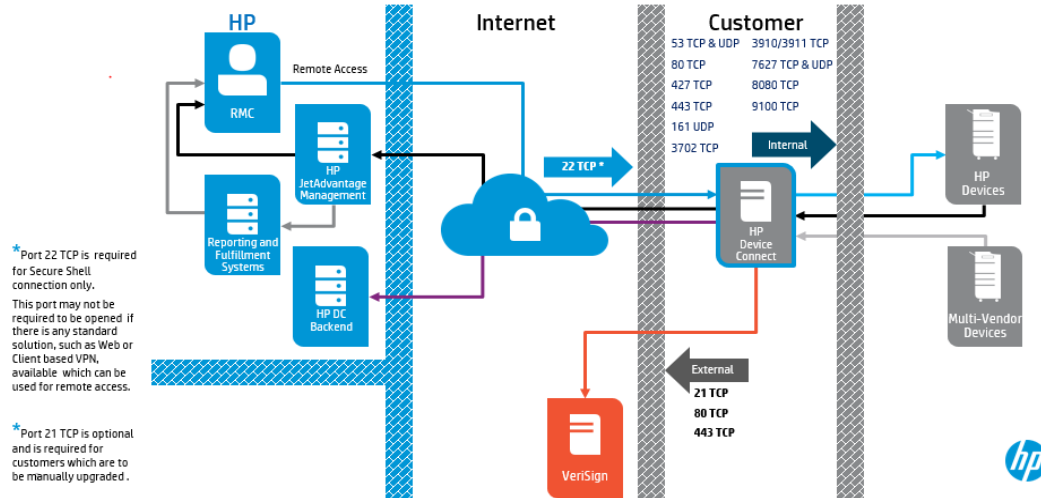 HP
Internet
Customer
53 TCP & UDP
80 TCP
427 TCP
443 TCP
161 UDP
3702 TCP
3910/3911 TCP
7627 TCP & UDP
8080 TCP
9100 TCP
Remote Access
RMC
HP
JetAdvantage
Management
Reporting and
Fulfillment
Systems
HP DC
Backend
22 TCP *
Internal
HP
Device
Connect
HP
Devices
Multi-Vendor
Devices
External
21 TCP
80 TCP
443 TCP
VeriSign
*Port 22 TCP is required
for Secure Shell
connection only.
This port may not be
required to be opened if
there is any standard
solution, such as Web or
Client based VPN,
available which can be
used for remote access.
*Port 21 TCP is optional
and is required for
customers which are to
be manually upgraded .
hp